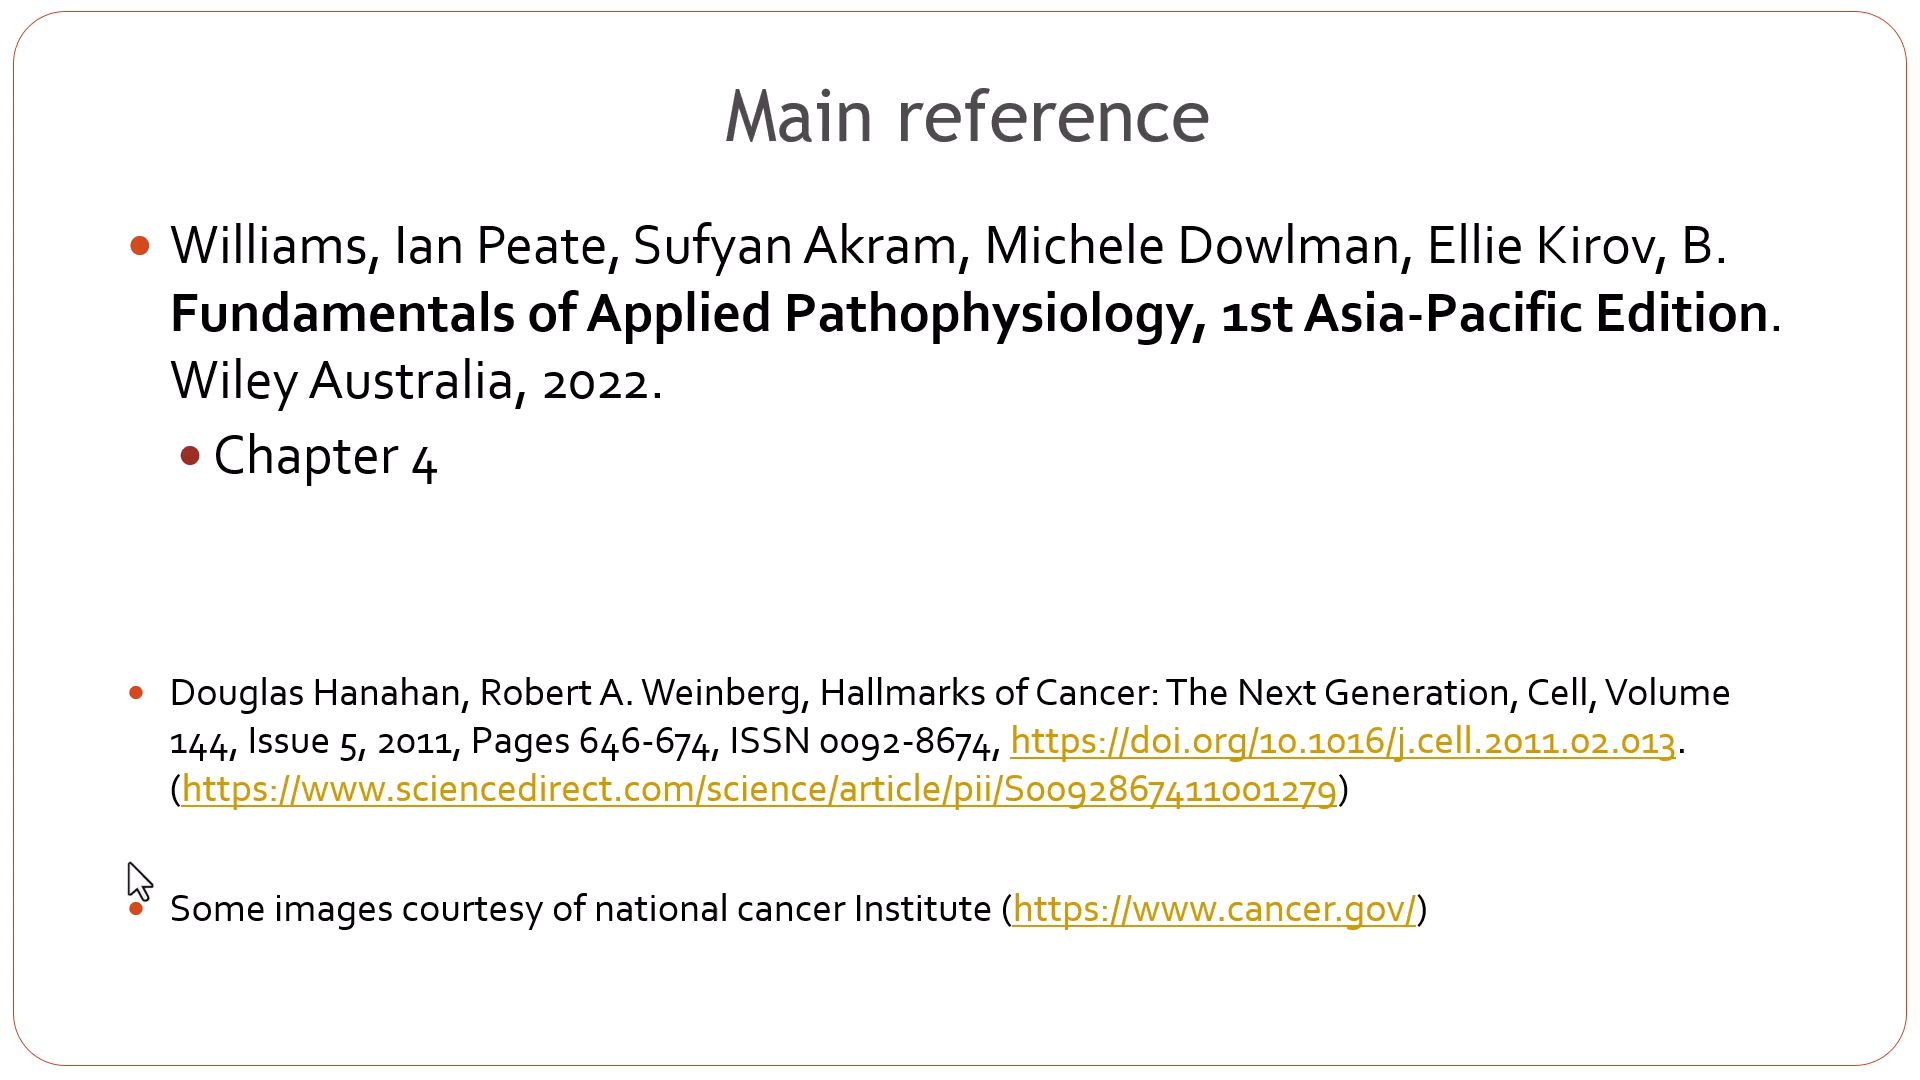 Main reference
• Williams, Ian Peate, Sufyan Akram, Michele Dowlman, Ellie Kirov, B.
Fundamentals of Applied Pathophysiology, 1st Asia-Pacific Edition.
Wiley Australia, 2022.
• Chapter 4
• Douglas Hanahan, Robert A. Weinberg, Hallmarks of Cancer: The Next Generation, Cell, Volume
144, Issue 5, 2011, Pages 646-674, ISSN 0092-8674, https://doi.org/10.1016/j.cell.2011.02.013.
(https://www.sciencedirect.com/science/article/pii/S0092867411001279)
• Some images courtesy of national cancer Institute (https://www.cancer.gov/)